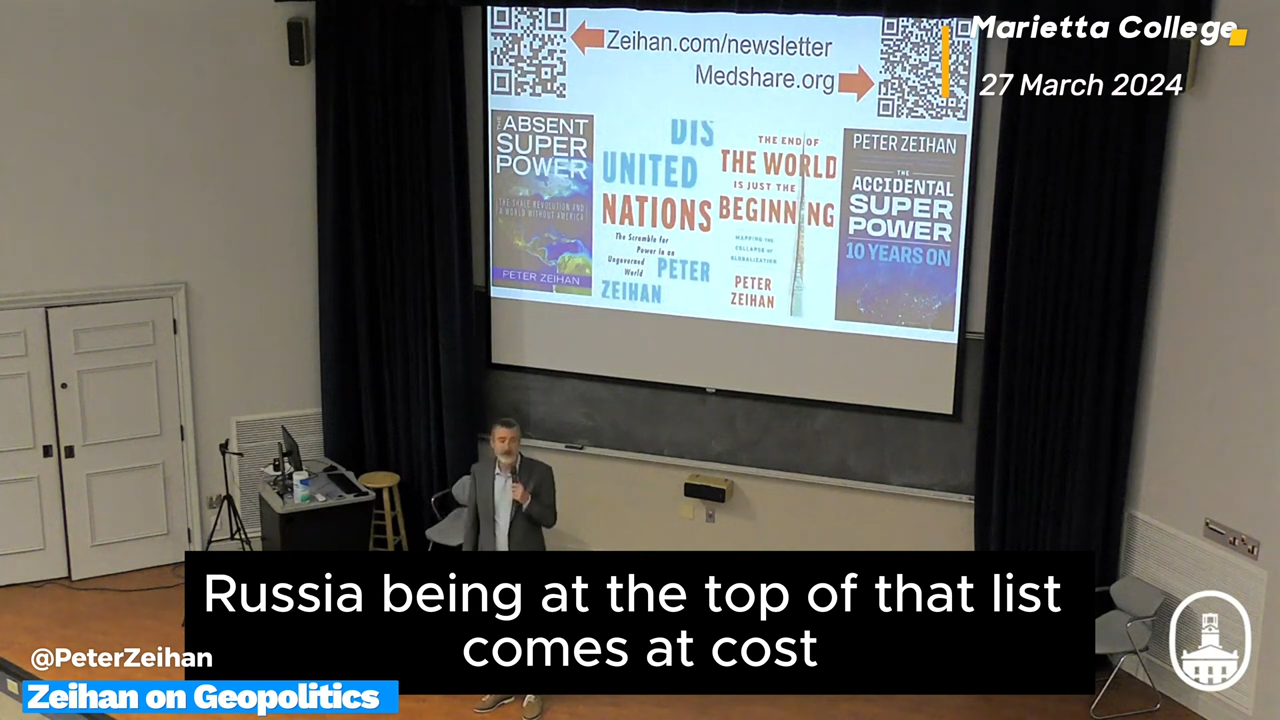 Zeihan.com/newsletter
Medshare.org
Marietta College
27 March 2024
THE
ABSENT
SUPER
POWER
THE SHALE REVOLUTION AND
A WORLD WITHOUT AMERICA
PETER ZEIHAN
DIS
UNITED
NATIONS
The Scramble for
Power in an
Ungoverned
World
PETER
ZEIHAN
THE END OF
THE WORLD
IS JUST THE
BEGINNING
MAPPING THE
COLLAPSE OF
GLOBALIZATION
PETER
ZEIHAN
PETER ZEIHAN
THE
ACCIDENTAL
SUPER
POWER
10 YEARS ON
Russia being at the top of that list
comes at cost
@PeterZeihan
Zeihan on Geopolitics